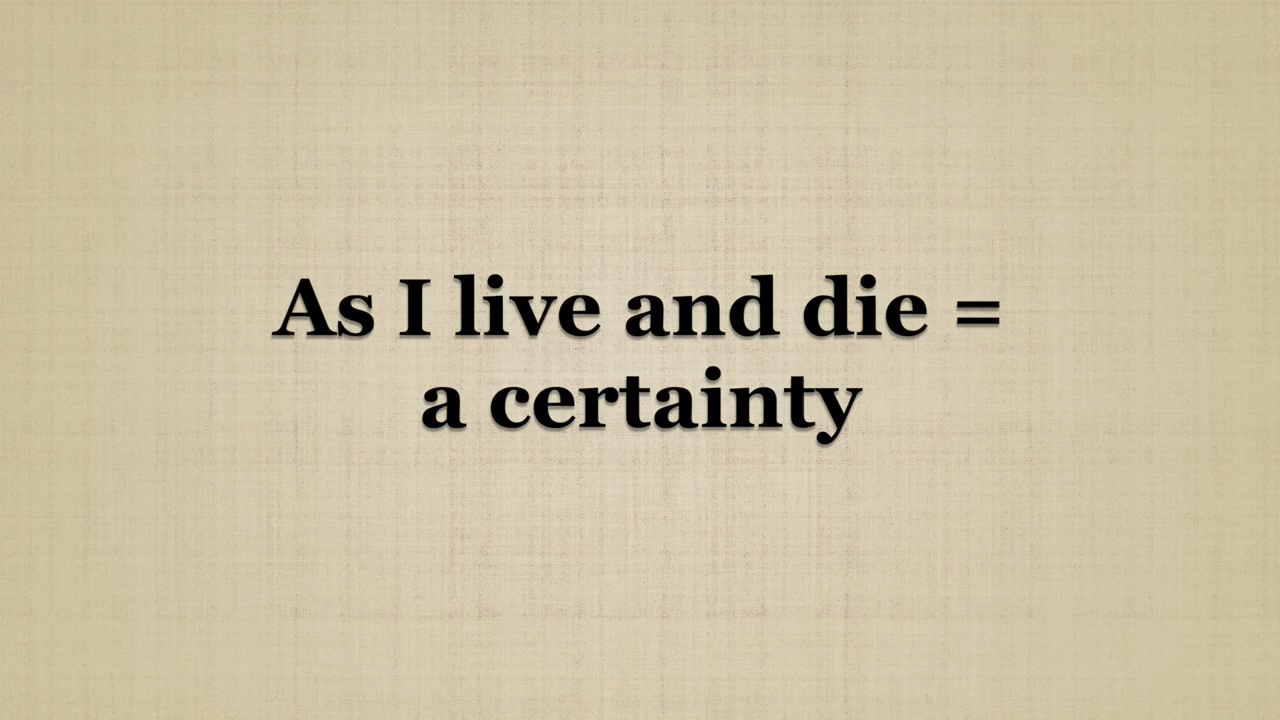 As I live and die =
a certainty